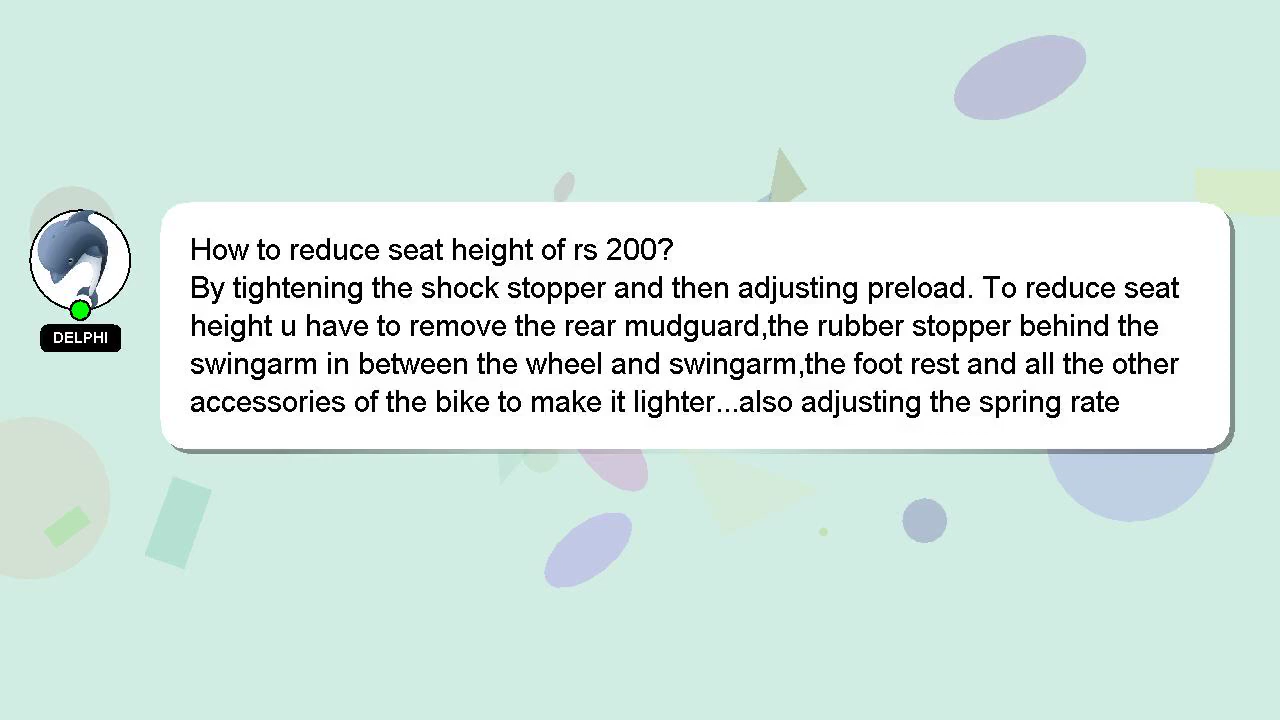 How to reduce seat height of rs 200?
By tightening the shock stopper and then adjusting preload. To reduce seat
height u have to remove the rear mudguard,the rubber stopper behind the
swingarm in between the wheel and swingarm,the foot rest and all the other
accessories of the bike to make it lighter...also adjusting the spring rate
DELPHI